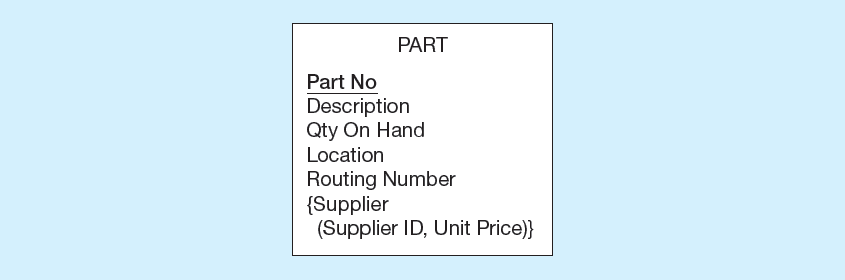 PART
Part No
Description
Qty On Hand
Location
Routing Number
{Supplier
(Supplier ID, Unit Price)}